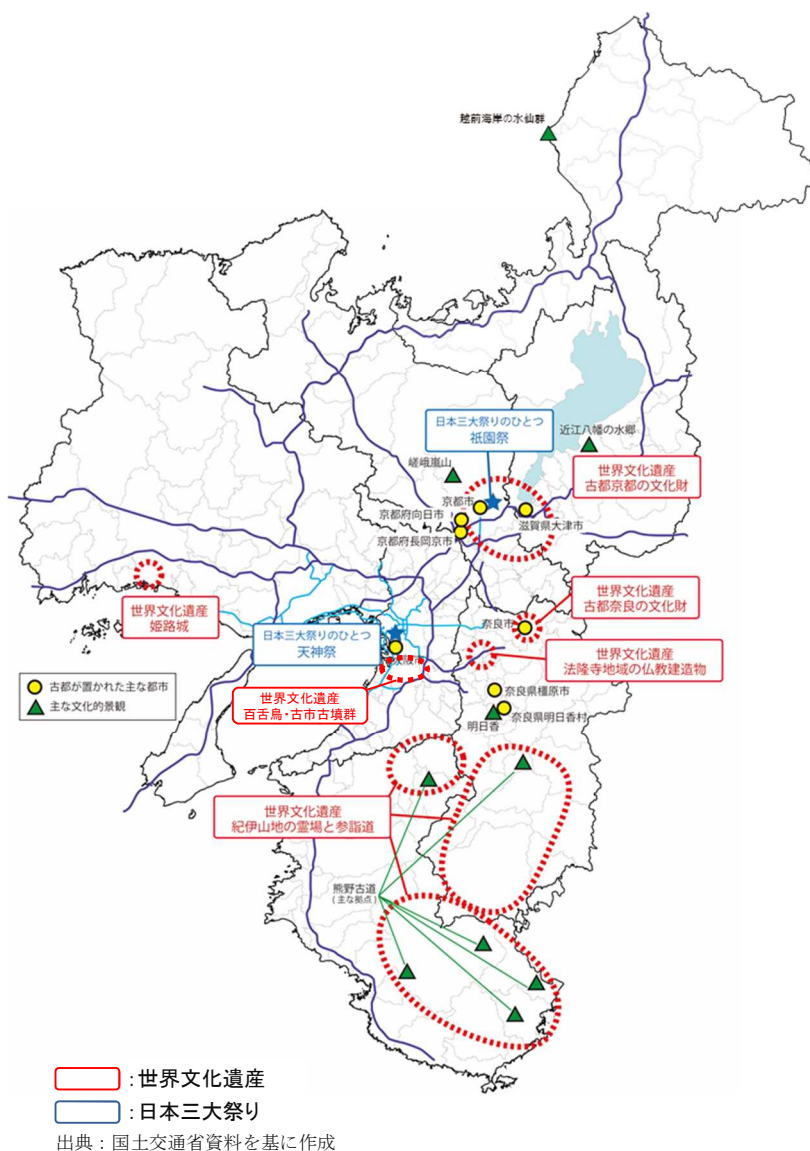 越前海岸の水仙群
日本三大祭りのひとつ
祇園祭
近江八幡の水郷
嵯峨嵐山
世界文化遺産
古都京都の文化財
京都市
京都府向日市
滋賀県大津市
京都府長岡京市
世界文化遺産
姫路城
世界文化遺産
古都奈良の文化財
奈良市
日本三大祭りのひとつ
天神祭
世界文化遺産
法隆寺地域の仏教建造物
古都が置かれた主な都市
主な文化的景観
世界文化遺産
百舌鳥・古市古墳群
奈良県橿原市
奈良県明日香村
明日香
世界文化遺産
紀伊山地の霊場と参詣道
熊野古道
(主な拠点)
:世界文化遺産
:日本三大祭り
出典:国土交通省資料を基に作成